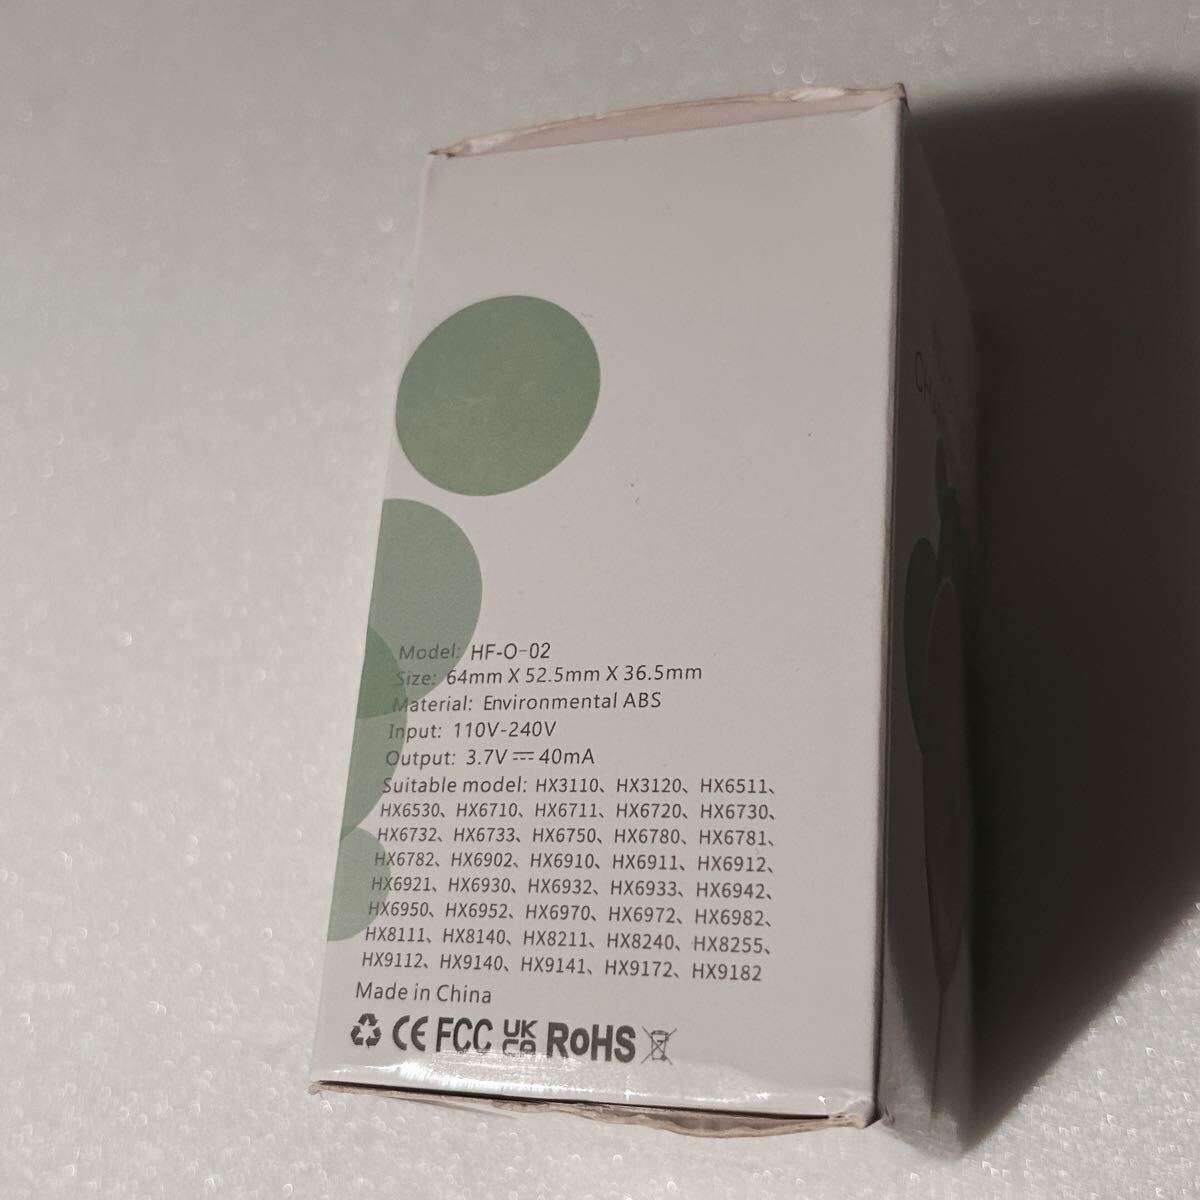 Model: HF-O-02
Size: 64mm X 52.5mm X 36.5mm
Material: Environmental ABS
Input: 110V-240V
Output: 3.7V ⎓ 40mA
Suitable model: HX3110、HX3120、HX6511、
HX6530、HX6710、HX6711、HX6720、HX6730、
HX6732、HX6733、HX6750、HX6780、HX6781、
HX6782、HX6902、HX6910、HX6911、HX6912、
HX6921、HX6930、HX6932、HX6933、HX6942、
HX6950、HX6952、HX6970、HX6972、HX6982、
HX8111、HX8140、HX8211、HX8240、HX8255、
HX9112、HX9140、HX9141、HX9172、HX9182
Made in China
CE FCC UKCA RoHS